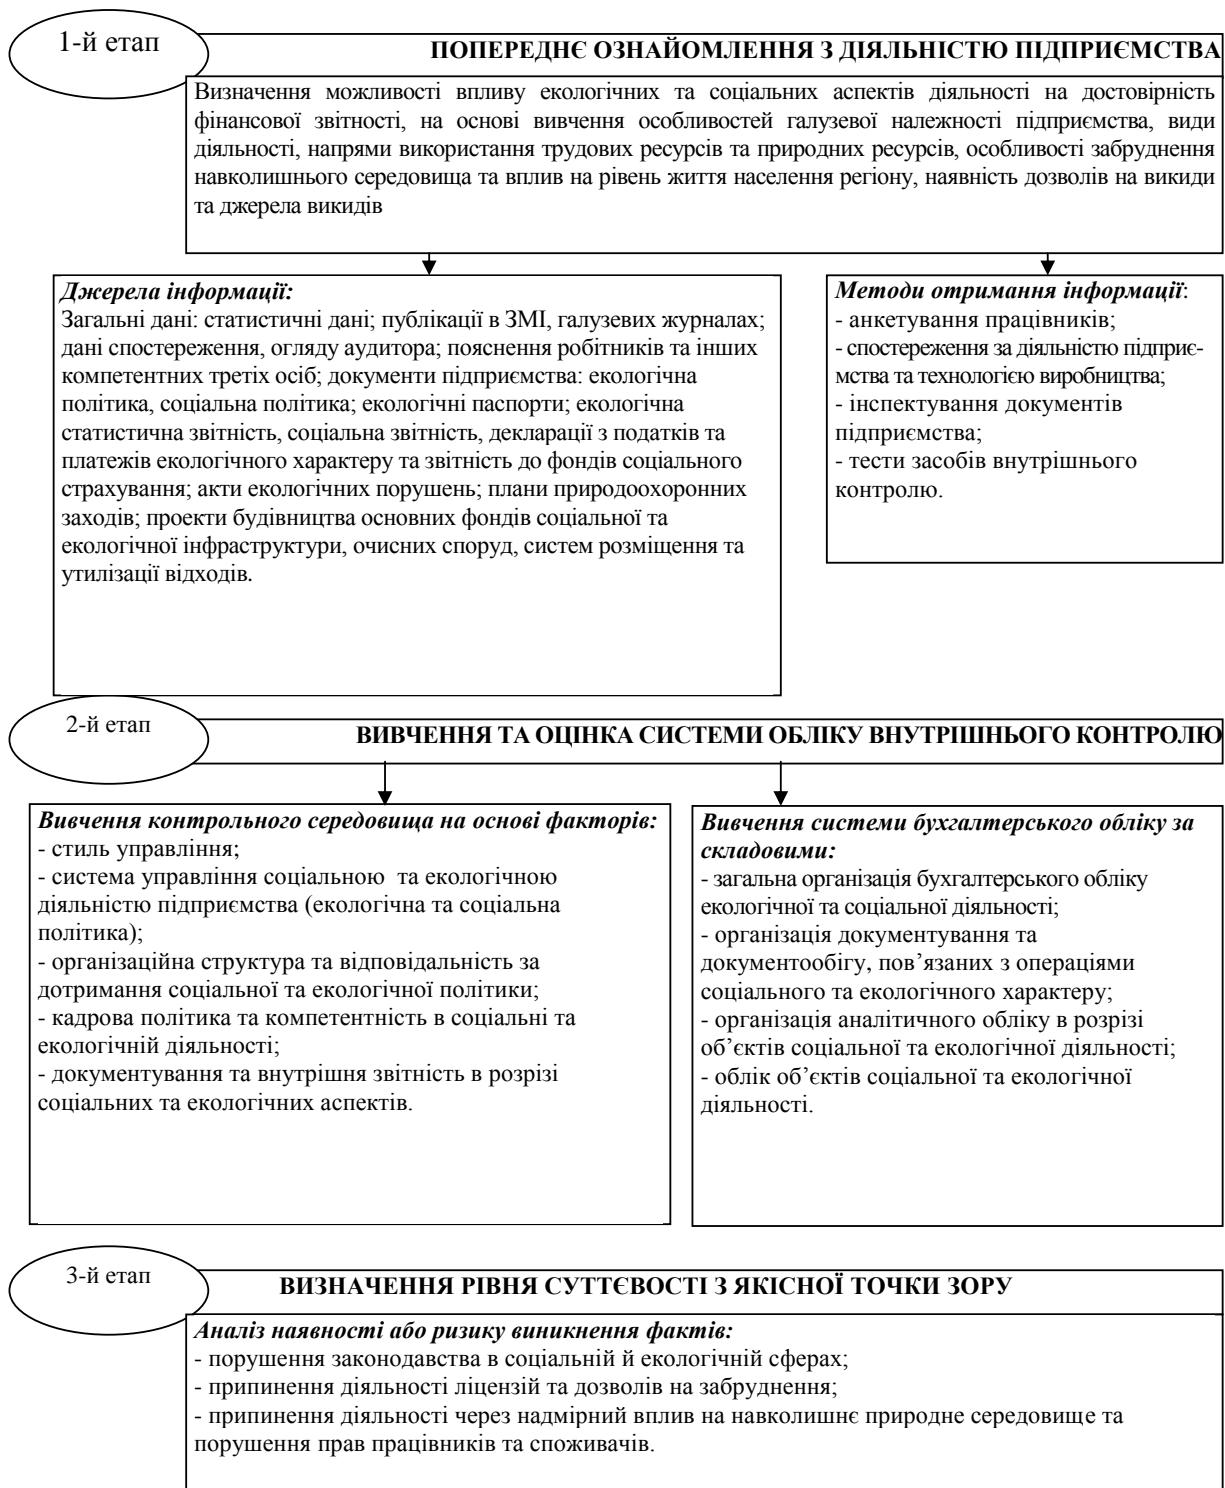 1-й етап
ПОПЕРЕДНЄ ОЗНАЙОМЛЕННЯ З ДІЯЛЬНІСТЮ ПІДПРИЄМСТВА
Визначення можливості впливу екологічних та соціальних аспектів діяльності на достовірність
фінансової звітності, на основі вивчення особливостей галузевої належності підприємства, види
діяльності, напрями використання трудових ресурсів та природних ресурсів, особливості забруднення
навколишнього середовища та вплив на рівень життя населення регіону, наявність дозволів на викиди
та джерела викидів
Джерела інформації:
Загальні дані: статистичні дані; публікації в ЗМІ, галузевих журналах;
дані спостереження, огляду аудитора; пояснення робітників та інших
компетентних третіх осіб; документи підприємства: екологічна
політика, соціальна політика; екологічні паспорти; екологічна
статистична звітність, соціальна звітність, декларації з податків та
платежів екологічного характеру та звітність до фондів соціального
страхування; акти екологічних порушень; плани природоохоронних
заходів; проекти будівництва основних фондів соціальної та
екологічної інфраструктури, очисних споруд, систем розміщення та
утилізації відходів.
Методи отримання інформації:
- анкетування працівників;
- спостереження за діяльністю підприє-
мства та технологією виробництва;
- інспектування документів
підприємства;
- тести засобів внутрішнього
контролю.
2-й етап
ВИВЧЕННЯ ТА ОЦІНКА СИСТЕМИ ОБЛІКУ ВНУТРІШНЬОГО КОНТРОЛЮ
Вивчення контрольного середовища на основі факторів:
- стиль управління;
- система управління соціальною та екологічною
діяльністю підприємства (екологічна та соціальна
політика);
- організаційна структура та відповідальність за
дотримання соціальної та екологічної політики;
- кадрова політика та компетентність в соціальні та
екологічній діяльності;
- документування та внутрішня звітність в розрізі
соціальних та екологічних аспектів.
Вивчення системи бухгалтерського обліку за
складовими:
- загальна організація бухгалтерського обліку
екологічної та соціальної діяльності;
- організація документування та
документообігу, пов’язаних з операціями
соціального та екологічного характеру;
- організація аналітичного обліку в розрізі
об’єктів соціальної та екологічної діяльності;
- облік об’єктів соціальної та екологічної
діяльності.
3-й етап
ВИЗНАЧЕННЯ РІВНЯ СУТТЄВОСТІ З ЯКІСНОЇ ТОЧКИ ЗОРУ
Аналіз наявності або ризику виникнення фактів:
- порушення законодавства в соціальній й екологічній сферах;
- припинення діяльності ліцензій та дозволів на забруднення;
- припинення діяльності через надмірний вплив на навколишнє природне середовище та
порушення прав працівників та споживачів.